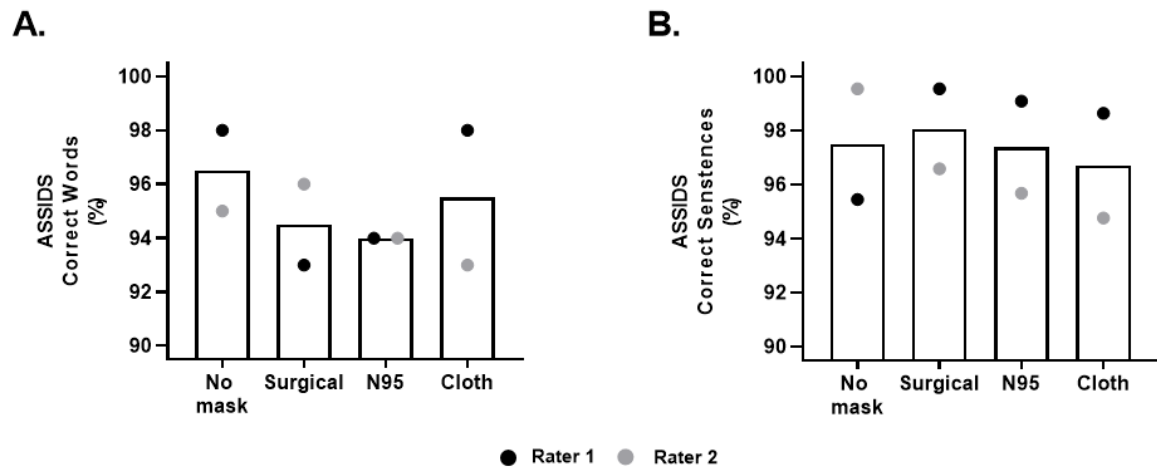 A.
ASSIDS
Correct Words
(%)
100
98
96
94
92
90
No
mask
Surgical
N95
Cloth
B.
ASSIDS
Correct Senstences
(%)
100
98
96
94
92
90
No
mask
Surgical
N95
Cloth
Rater 1
Rater 2